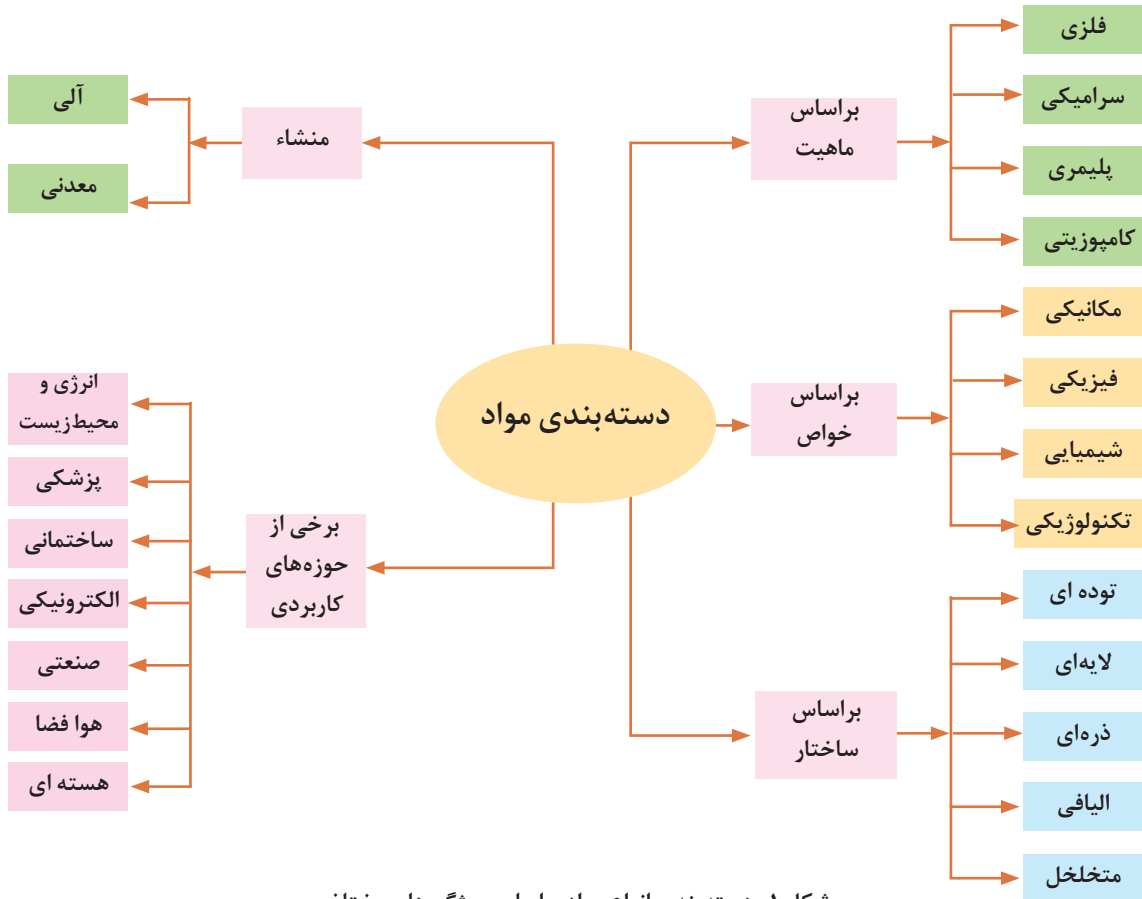 دسته‌بندی مواد
براساس
ماهیت
فلزی
سرامیکی
پلیمری
کامپوزیتی
براساس
خواص
مکانیکی
فیزیکی
شیمیایی
تکنولوژیکی
براساس
ساختار
توده ای
لایه‌ای
ذره‌ای
الیافی
متخلخل
منشاء
آلی
معدنی
برخی از
حوزه‌های
کاربردی
انرژی و
محیط‌زیست
پزشکی
ساختمانی
الکترونیکی
صنعتی
هوا فضا
هسته ای